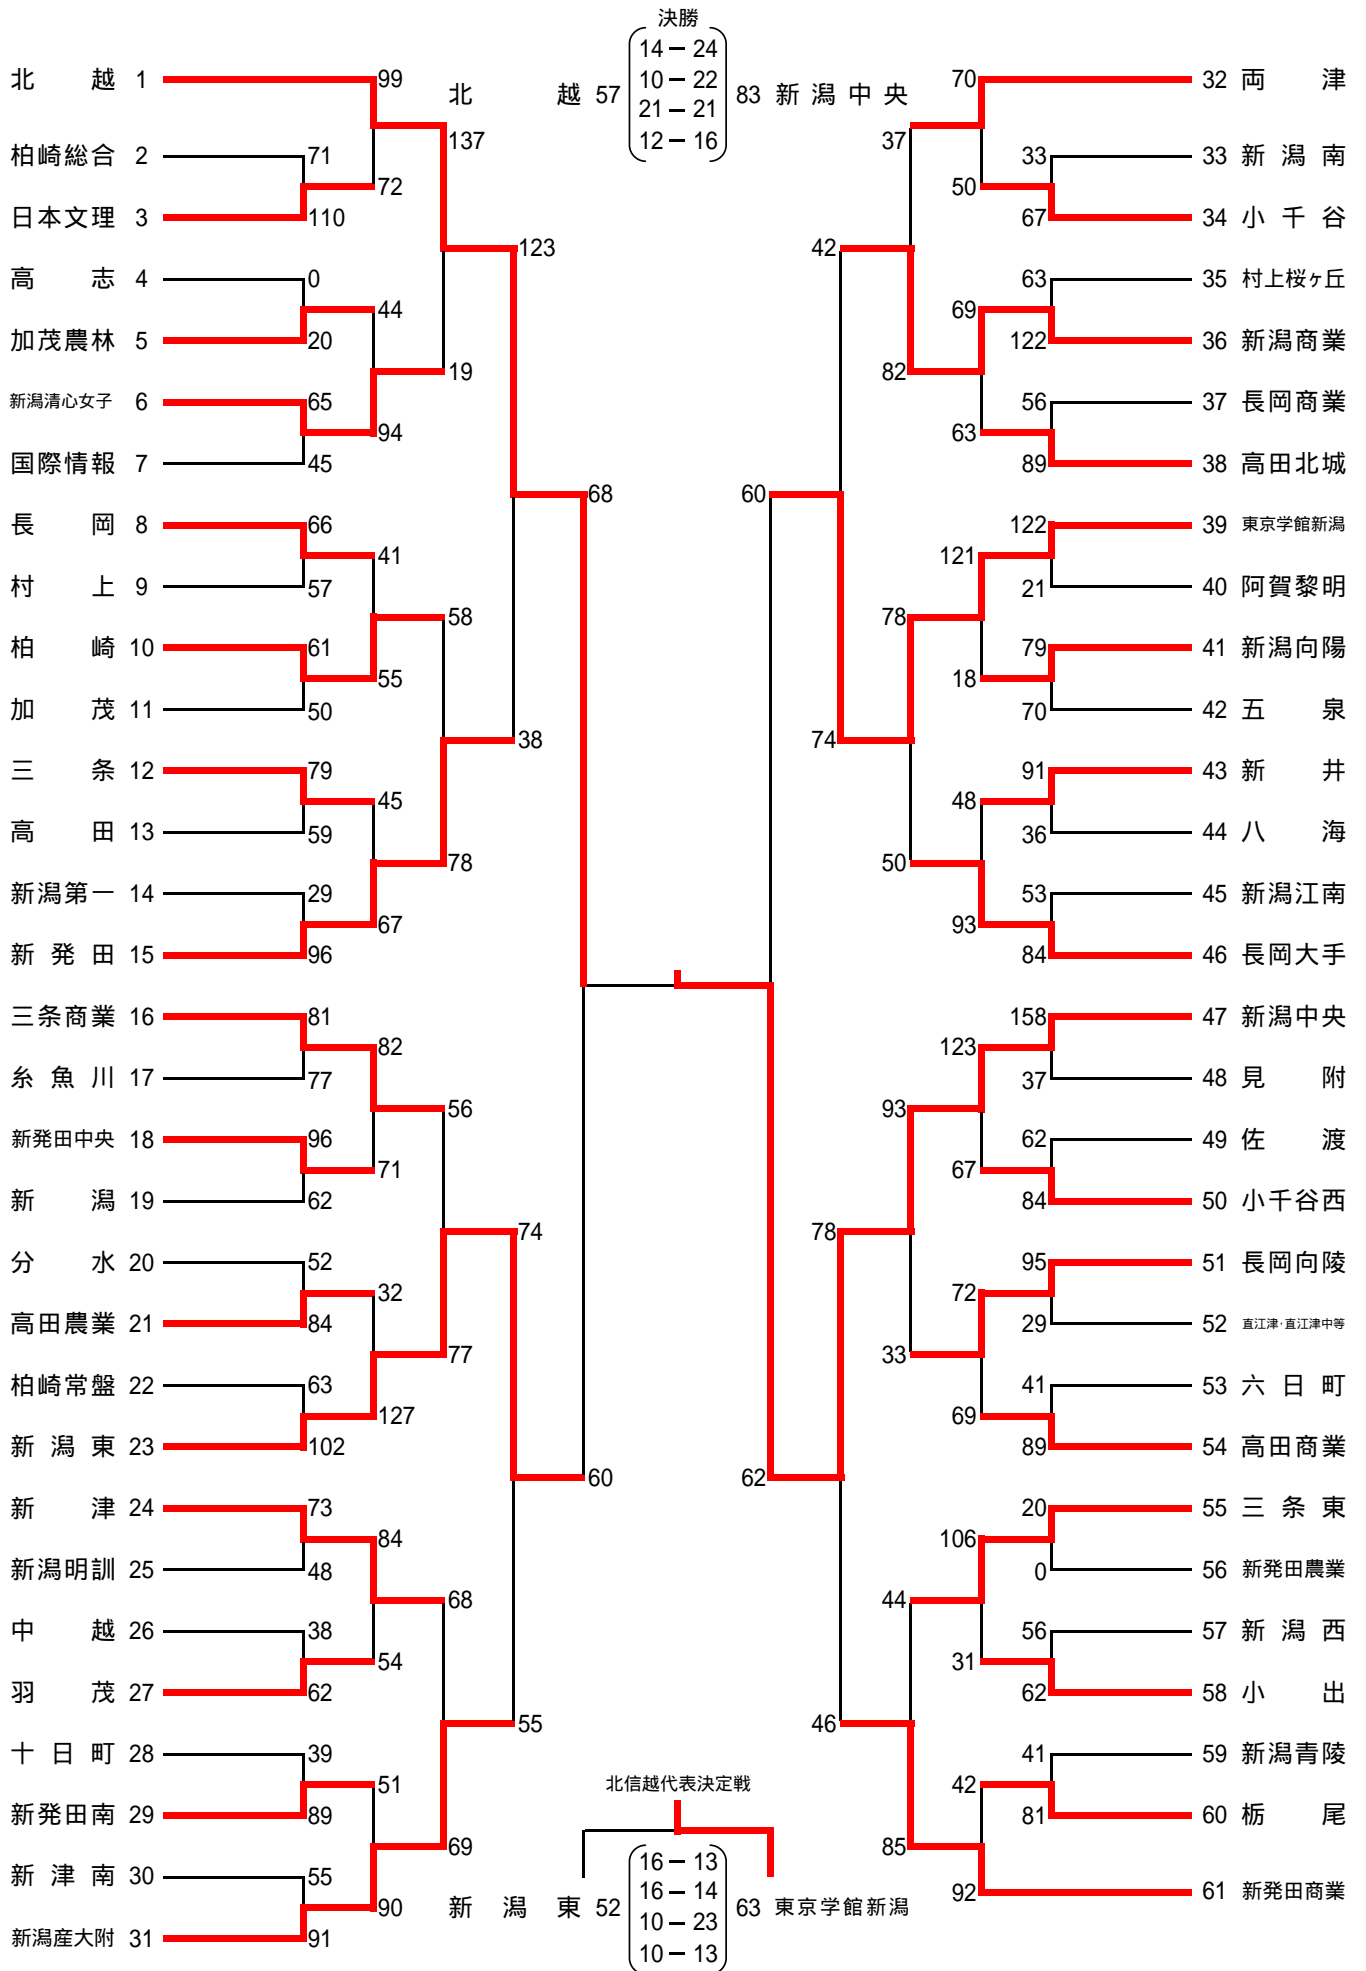 決勝
北越 57 14－24 83 新潟中央
10－22
21－21
12－16
北越 1
柏崎総合 2
日本文理 3
高志 4
加茂農林 5
新潟清心女子 6
国際情報 7
長岡 8
村上 9
柏崎 10
加茂 11
三条 12
高田 13
新潟第一 14
新発田 15
三条商業 16
糸魚川 17
新発田中央 18
新潟 19
分水 20
高田農業 21
柏崎常盤 22
新潟東 23
新津 24
新潟明訓 25
中越 26
羽茂 27
十日町 28
新発田南 29
新津南 30
新潟産大附 31
99
71
72
110
0
44
20
65
94
45
66
41
57
61
55
50
79
45
59
29
67
96
81
82
77
96
71
62
52
32
84
63
127
102
73
84
48
38
54
62
39
51
89
55
90
91
137
19
58
78
56
77
68
69
123
38
74
55
68
60
60
62
42
74
78
46
37
82
78
50
93
33
44
85
70
33
50
67
63
69
122
56
63
89
122
121
21
79
18
70
91
48
36
53
93
84
158
123
37
62
67
84
95
72
29
41
69
89
20
106
0
56
31
62
41
42
81
92
32 両津
33 新潟南
34 小千谷
35 村上桜ヶ丘
36 新潟商業
37 長岡商業
38 高田北城
39 東京学館新潟
40 阿賀黎明
41 新潟向陽
42 五泉
43 新井
44 八海
45 新潟江南
46 長岡大手
47 新潟中央
48 見附
49 佐渡
50 小千谷西
51 長岡向陵
52 直江津・直江津中等
53 六日町
54 高田商業
55 三条東
56 新発田農業
57 新潟西
58 小出
59 新潟青陵
60 栃尾
61 新発田商業
北信越代表決定戦
新潟東 52 16－13 63 東京学館新潟
16－14
10－23
10－13